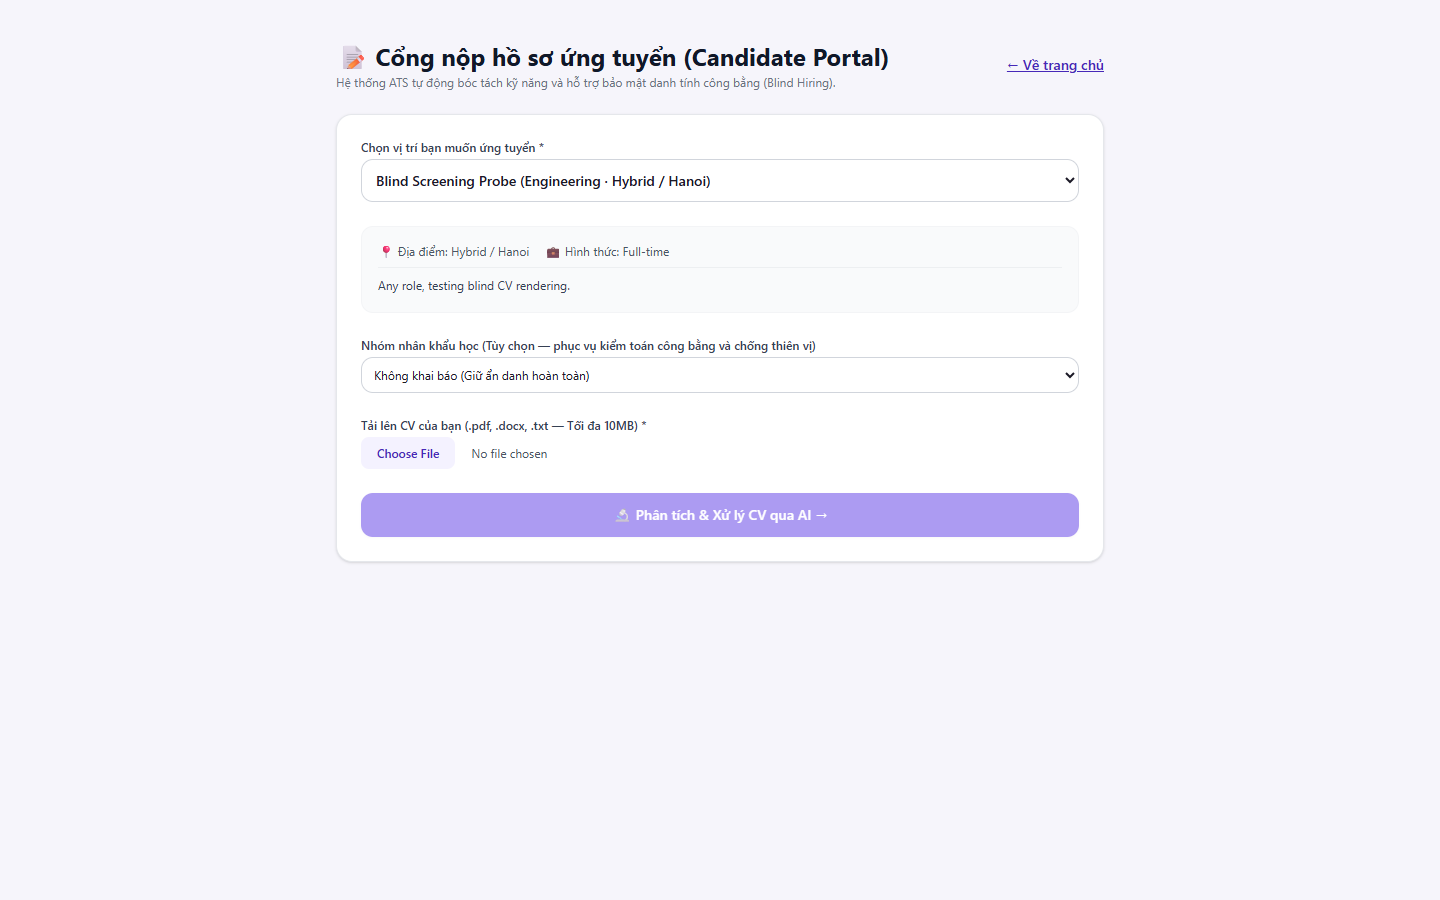 📝 Cổng nộp hồ sơ ứng tuyển (Candidate Portal)
← Về trang chủ
Hệ thống ATS tự động bóc tách kỹ năng và hỗ trợ bảo mật danh tính công bằng (Blind Hiring).
Chọn vị trí bạn muốn ứng tuyển *
Blind Screening Probe (Engineering · Hybrid / Hanoi)
📍 Địa điểm: Hybrid / Hanoi 💼 Hình thức: Full-time
Any role, testing blind CV rendering.
Nhóm nhân khẩu học (Tùy chọn — phục vụ kiểm toán công bằng và chống thiên vị)
Không khai báo (Giữ ẩn danh hoàn toàn)
Tải lên CV của bạn (.pdf, .docx, .txt — Tối đa 10MB) *
Choose File No file chosen
🔬 Phân tích & Xử lý CV qua AI →